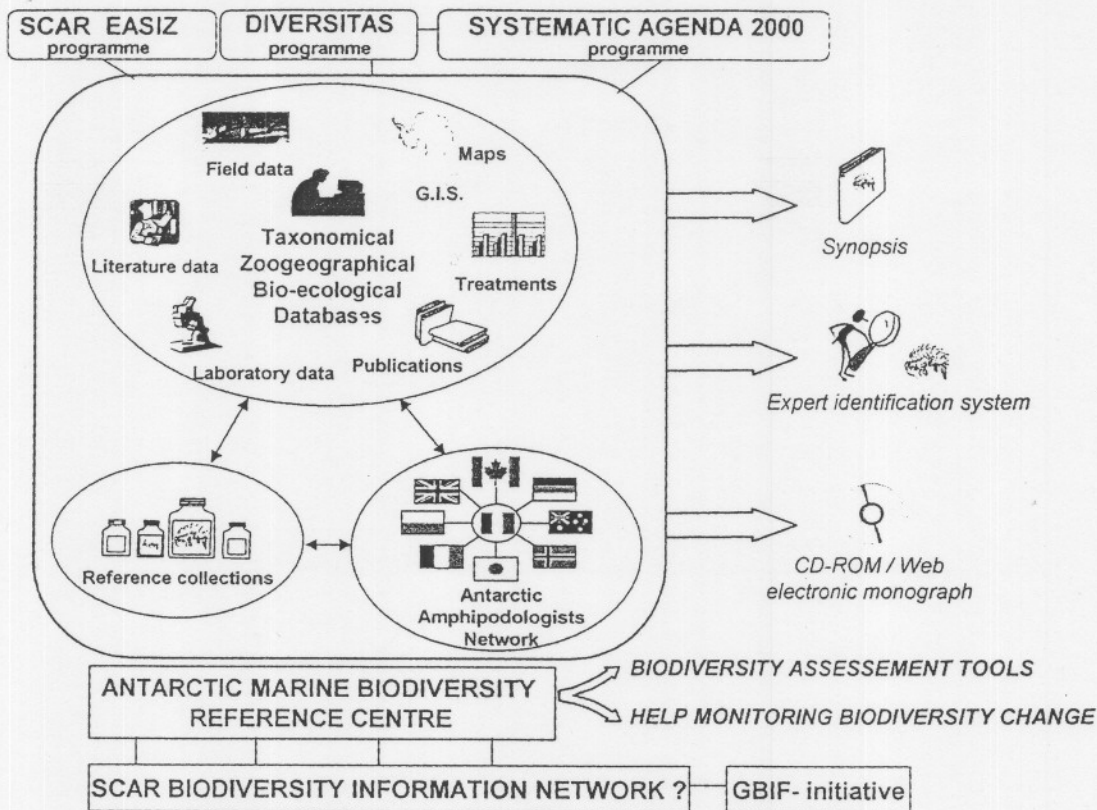 SCAR EASIZ
programme
DIVERSITAS
programme
SYSTEMATIC AGENDA 2000
programme
Field data
Maps
G.I.S.
Literature data
Taxonomical
Zoogeographical
Bio-ecological
Databases
Treatments
Laboratory data
Publications
Reference collections
Antarctic
Amphipodologists
Network
Synopsis
Expert identification system
CD-ROM / Web
electronic monograph
ANTARCTIC MARINE BIODIVERSITY
REFERENCE CENTRE
BIODIVERSITY ASSESSEMENT TOOLS
HELP MONITORING BIODIVERSITY CHANGE
SCAR BIODIVERSITY INFORMATION NETWORK ?
GBIF- initiative